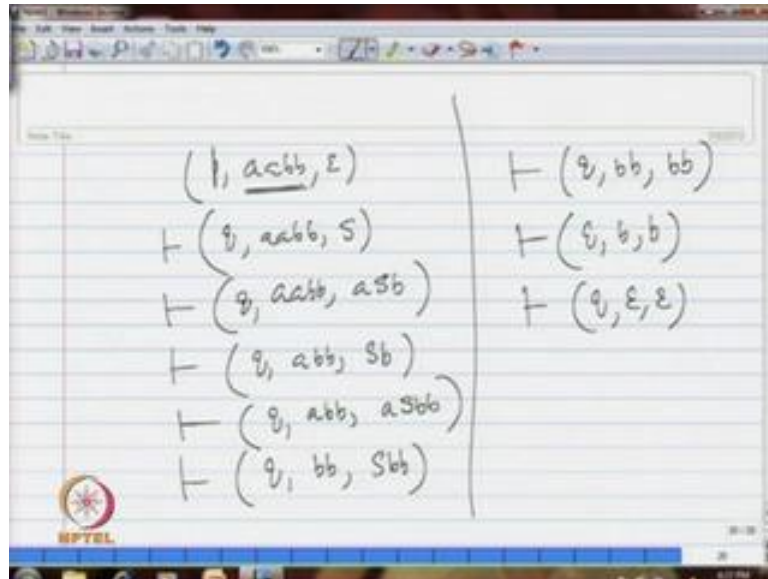 (p, aabb, ε)
⊢ (q, aabb, S)
⊢ (q, aabb, aSb)
⊢ (q, abb, Sb)
⊢ (q, abb, aSbb)
⊢ (q, bb, Sbb)
⊢ (q, bb, bb)
⊢ (q, b, b)
⊢ (q, ε, ε)
NPTEL